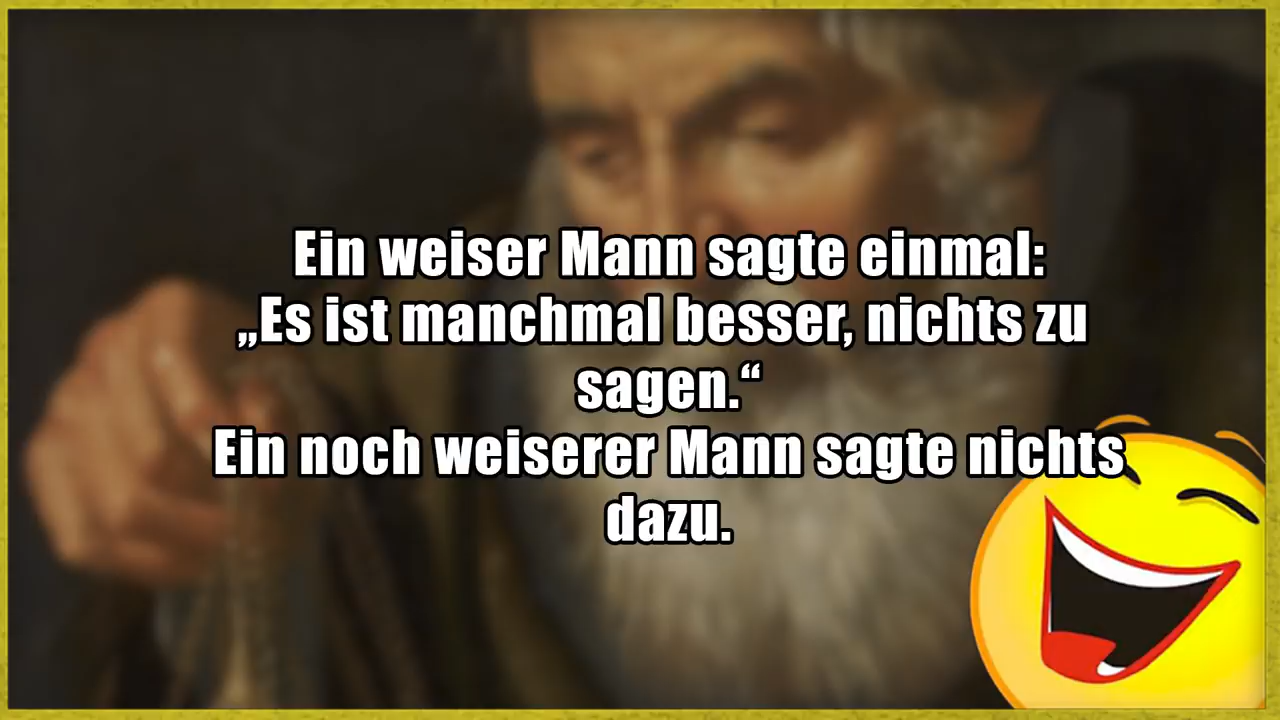 Ein weiser Mann sagte einmal:
„Es ist manchmal besser, nichts zu
sagen.“
Ein noch weiserer Mann sagte nichts
dazu.